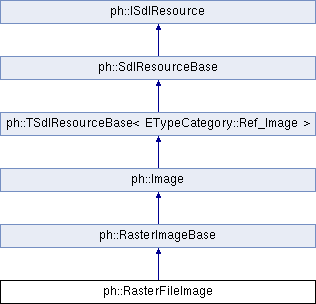 ph::ISdlResource
ph::SdlResourceBase
ph::TSdlResourceBase< ETypeCategory::Ref_Image >
ph::Image
ph::RasterImageBase
ph::RasterFileImage